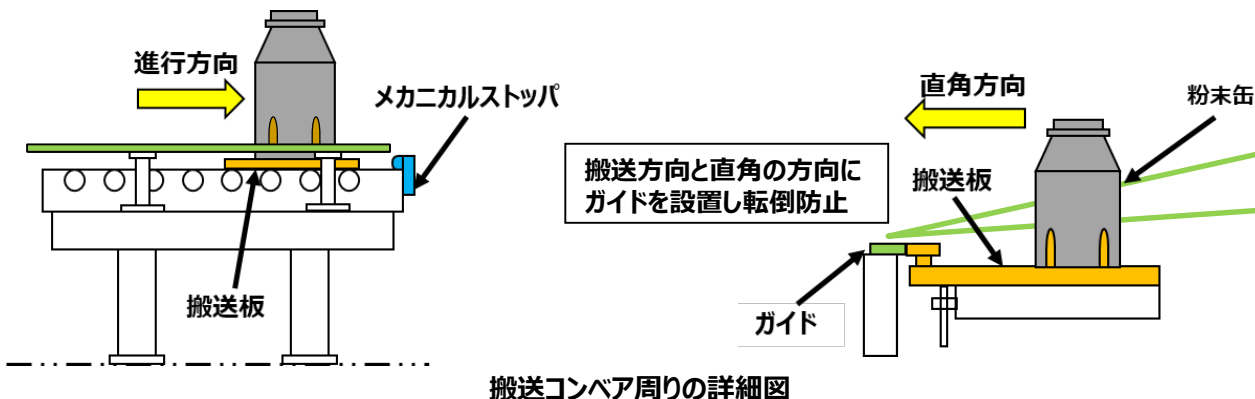 進行方向
メカニカルストッパ
搬送板
直角方向
粉末缶
搬送方向と直角の方向に
ガイドを設置し転倒防止
搬送板
ガイド
搬送コンベア周りの詳細図